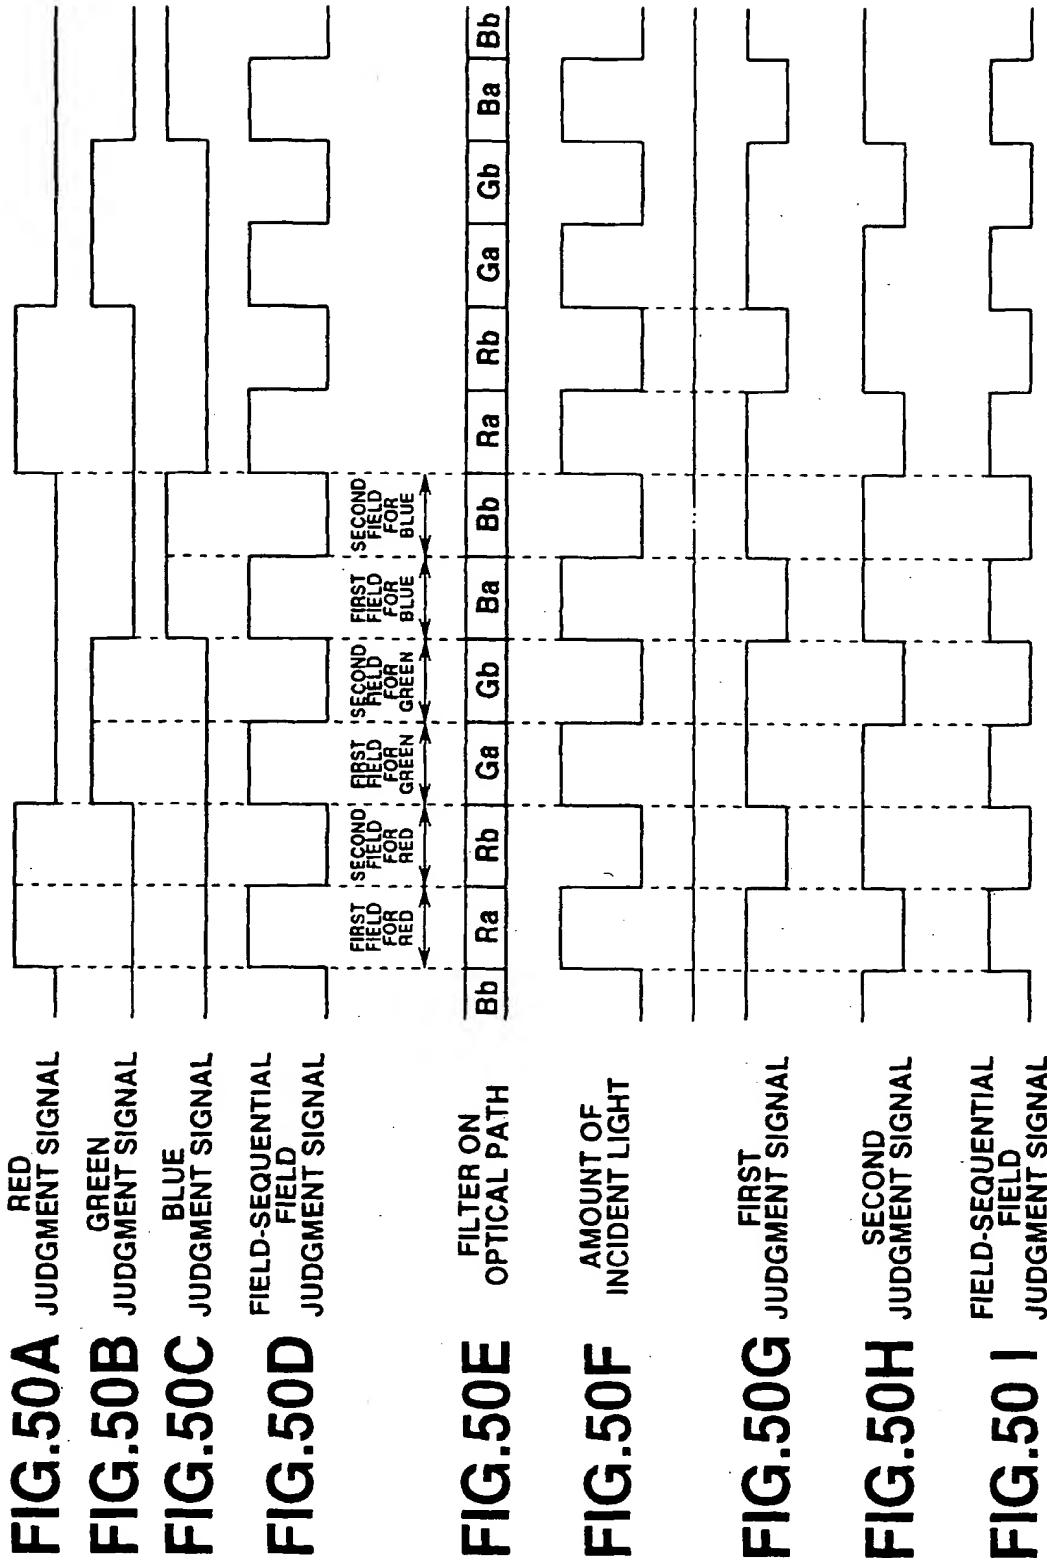 FIG.50A
RED
JUDGMENT SIGNAL
FIG.50B
GREEN
JUDGMENT SIGNAL
FIG.50C
BLUE
JUDGMENT SIGNAL
FIG.50D
FIELD-SEQUENTIAL
FIELD
JUDGMENT SIGNAL
FIRST
FIELD
FOR
RED
SECOND
FIELD
FOR
RED
FIRST
FIELD
FOR
GREEN
SECOND
FIELD
FOR
GREEN
FIRST
FIELD
FOR
BLUE
SECOND
FIELD
FOR
BLUE
FIG.50E
FILTER ON
OPTICAL PATH
Bb Ra Rb Ga Gb Ba Bb Ra Rb Ga Gb Ba Bb
FIG.50F
AMOUNT OF
INCIDENT LIGHT
FIG.50G
FIRST
JUDGMENT SIGNAL
FIG.50H
SECOND
JUDGMENT SIGNAL
FIG.50 I
FIELD-SEQUENTIAL
FIELD
JUDGMENT SIGNAL